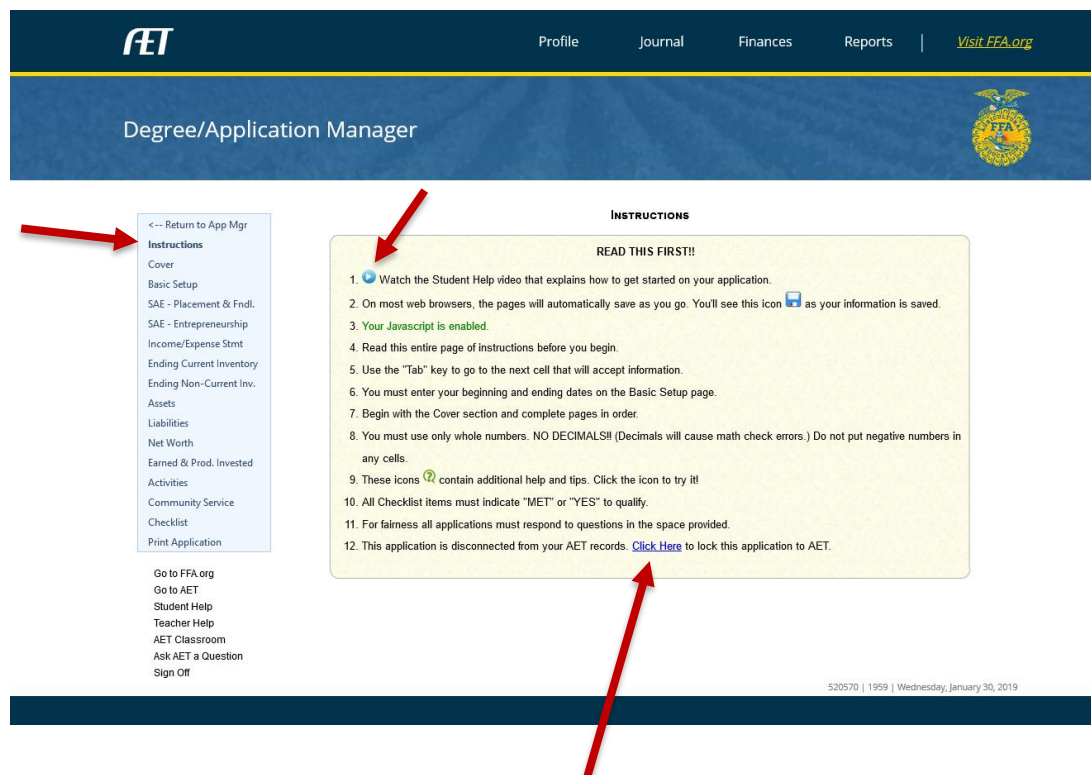 ÆT
Profile Journal Finances Reports | Visit FFA.org
Degree/Application Manager
FFA
<-- Return to App Mgr
Instructions
Cover
Basic Setup
SAE - Placement & Fndl.
SAE - Entrepreneurship
Income/Expense Stmt
Ending Current Inventory
Ending Non-Current Inv.
Assets
Liabilities
Net Worth
Earned & Prod. Invested
Activities
Community Service
Checklist
Print Application
Go to FFA.org
Go to AET
Student Help
Teacher Help
AET Classroom
Ask AET a Question
Sign Off
INSTRUCTIONS
READ THIS FIRST!!
1. Watch the Student Help video that explains how to get started on your application.
2. On most web browsers, the pages will automatically save as you go. You'll see this icon as your information is saved.
3. Your Javascript is enabled.
4. Read this entire page of instructions before you begin.
5. Use the "Tab" key to go to the next cell that will accept information.
6. You must enter your beginning and ending dates on the Basic Setup page.
7. Begin with the Cover section and complete pages in order.
8. You must use only whole numbers. NO DECIMALS!! (Decimals will cause math check errors.) Do not put negative numbers in
any cells.
9. These icons contain additional help and tips. Click the icon to try it!
10. All Checklist items must indicate "MET" or "YES" to qualify.
11. For fairness all applications must respond to questions in the space provided.
12. This application is disconnected from your AET records. Click Here to lock this application to AET.
520570 | 1959 | Wednesday, January 30, 2019